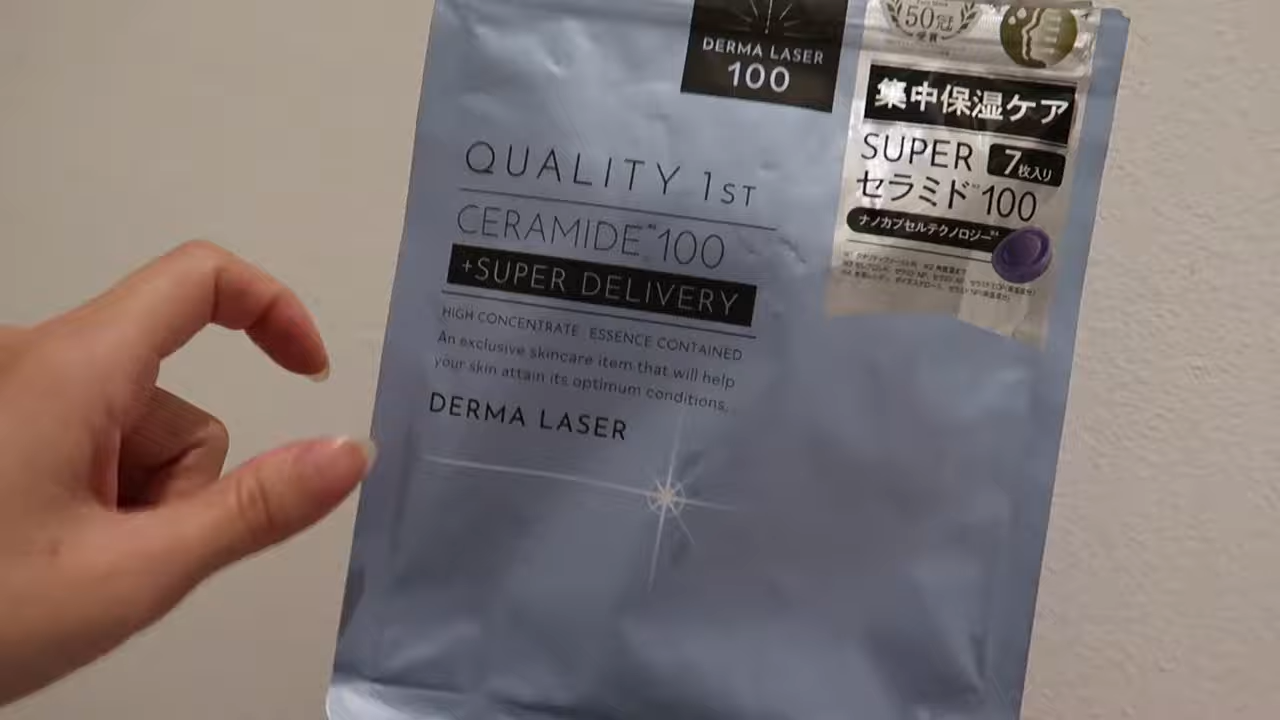 DERMA LASER
100
QUALITY 1ST
CERAMIDE 100
+SUPER DELIVERY
HIGH CONCENTRATE ESSENCE CONTAINED
An exclusive skincare item that will help
your skin attain its optimum conditions.
DERMA LASER
50冠
受賞
集中保湿ケア
SUPER
7枚入り
セラミド 100
ナノカプセルテクノロジー